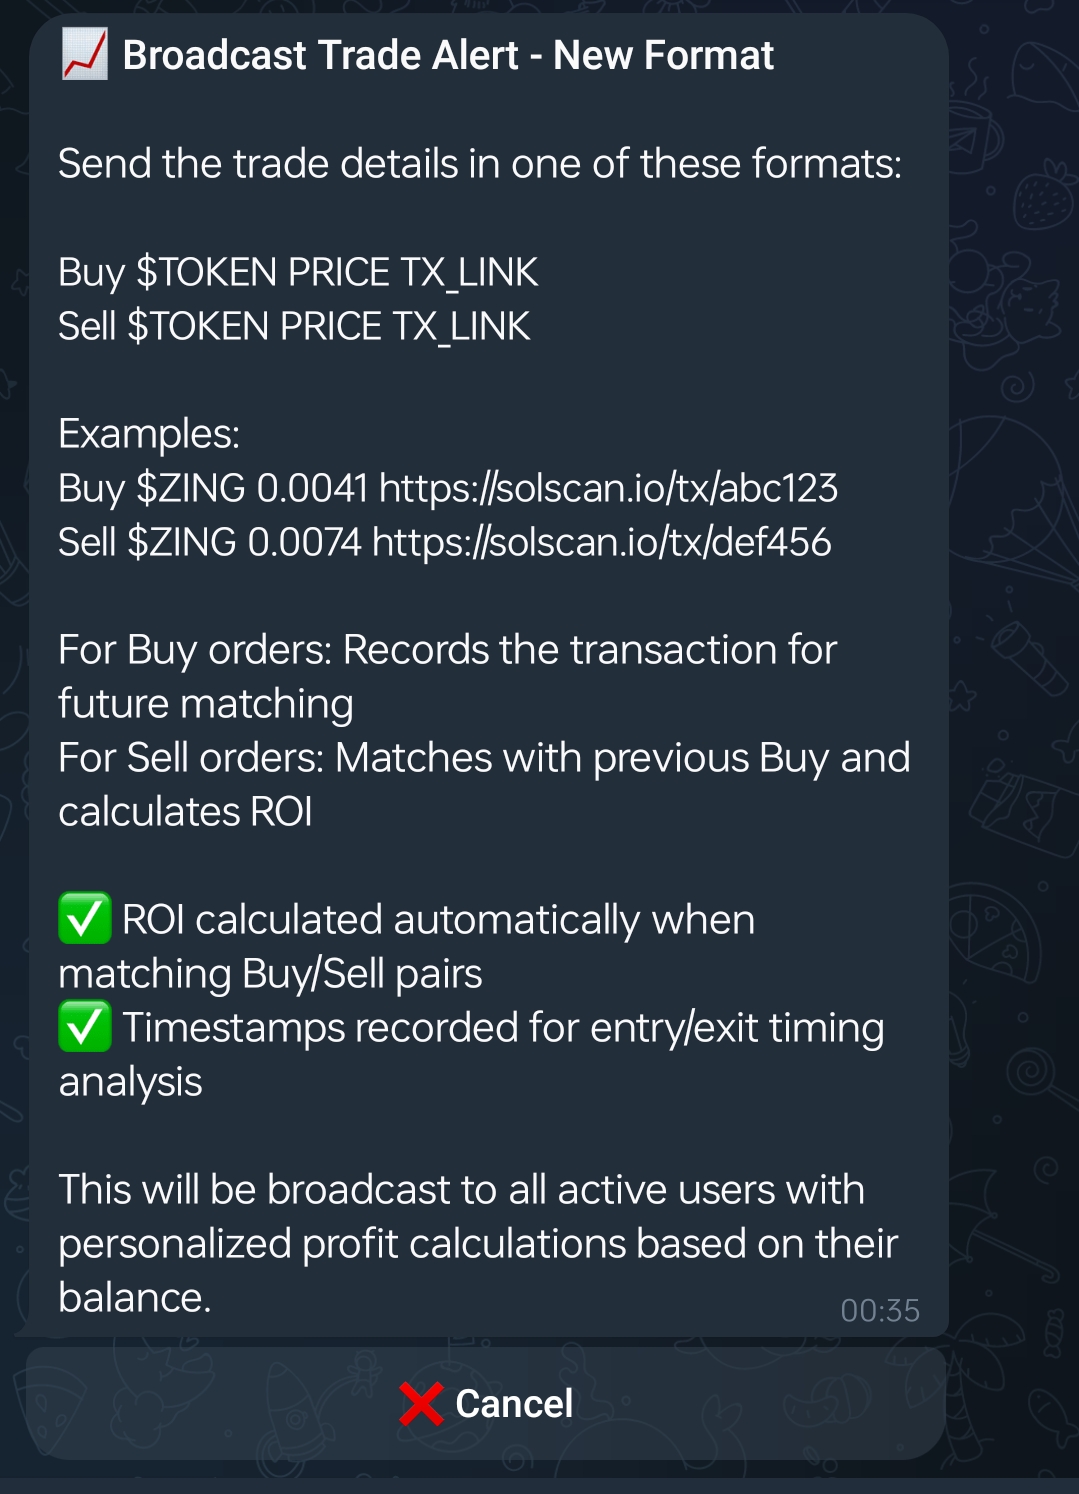 📈 Broadcast Trade Alert - New Format
Send the trade details in one of these formats:
Buy $TOKEN PRICE TX_LINK
Sell $TOKEN PRICE TX_LINK
Examples:
Buy $ZING 0.0041 https://solscan.io/tx/abc123
Sell $ZING 0.0074 https://solscan.io/tx/def456
For Buy orders: Records the transaction for
future matching
For Sell orders: Matches with previous Buy and
calculates ROI
✅ ROI calculated automatically when
matching Buy/Sell pairs
✅ Timestamps recorded for entry/exit timing
analysis
This will be broadcast to all active users with
personalized profit calculations based on their
balance.
00:35
❌ Cancel